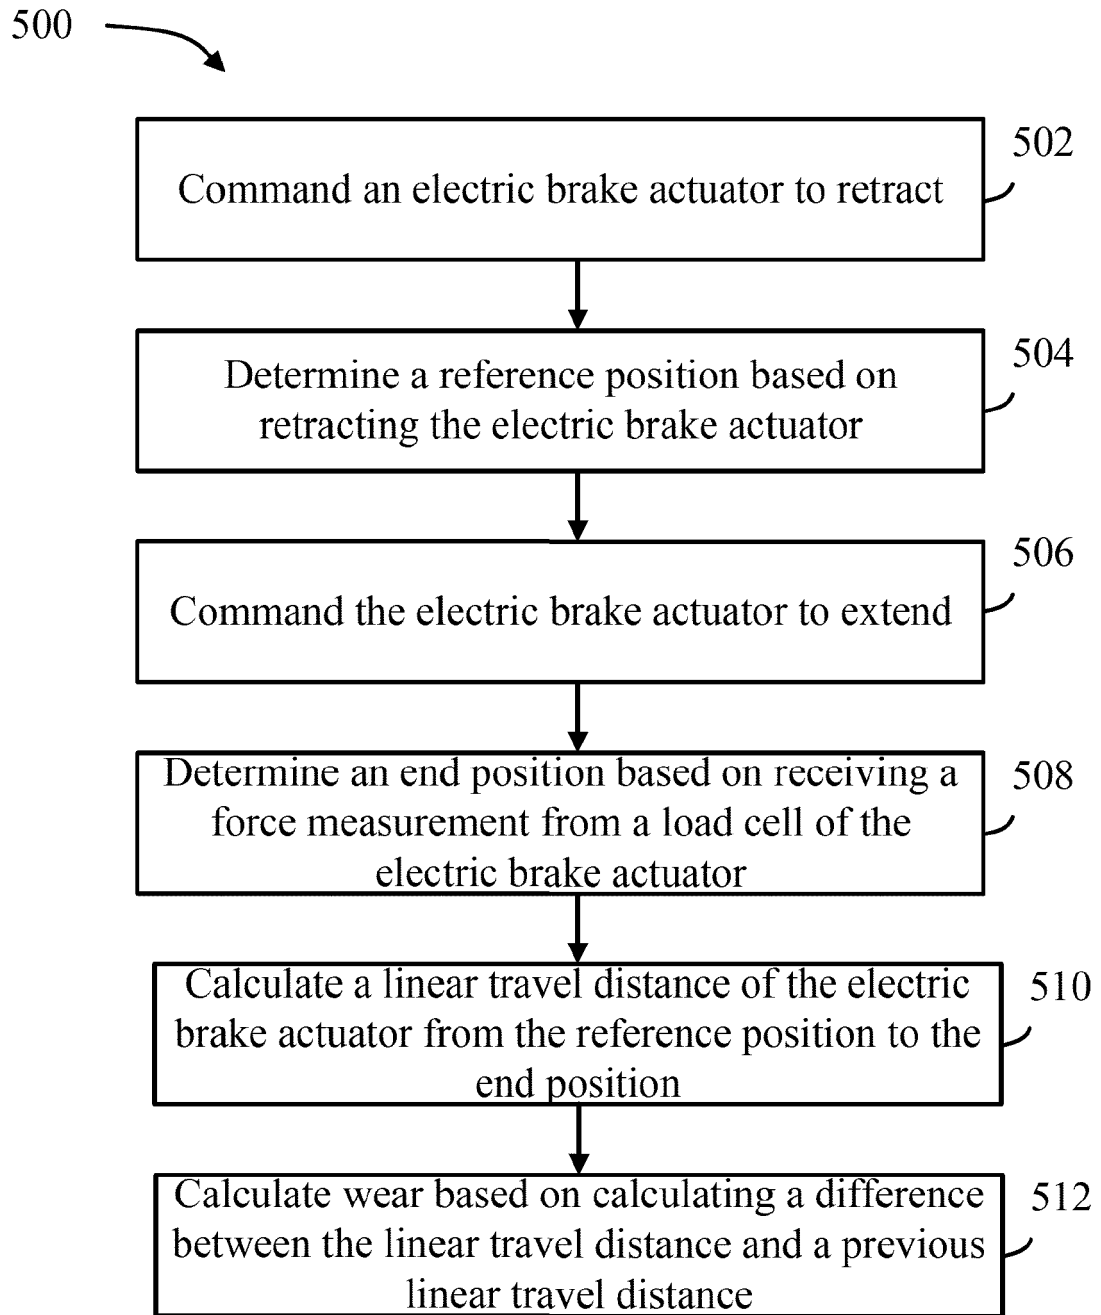 500
502
Command an electric brake actuator to retract
504
Determine a reference position based on
retracting the electric brake actuator
506
Command the electric brake actuator to extend
508
Determine an end position based on receiving a
force measurement from a load cell of the
electric brake actuator
510
Calculate a linear travel distance of the electric
brake actuator from the reference position to the
end position
512
Calculate wear based on calculating a difference
between the linear travel distance and a previous
linear travel distance